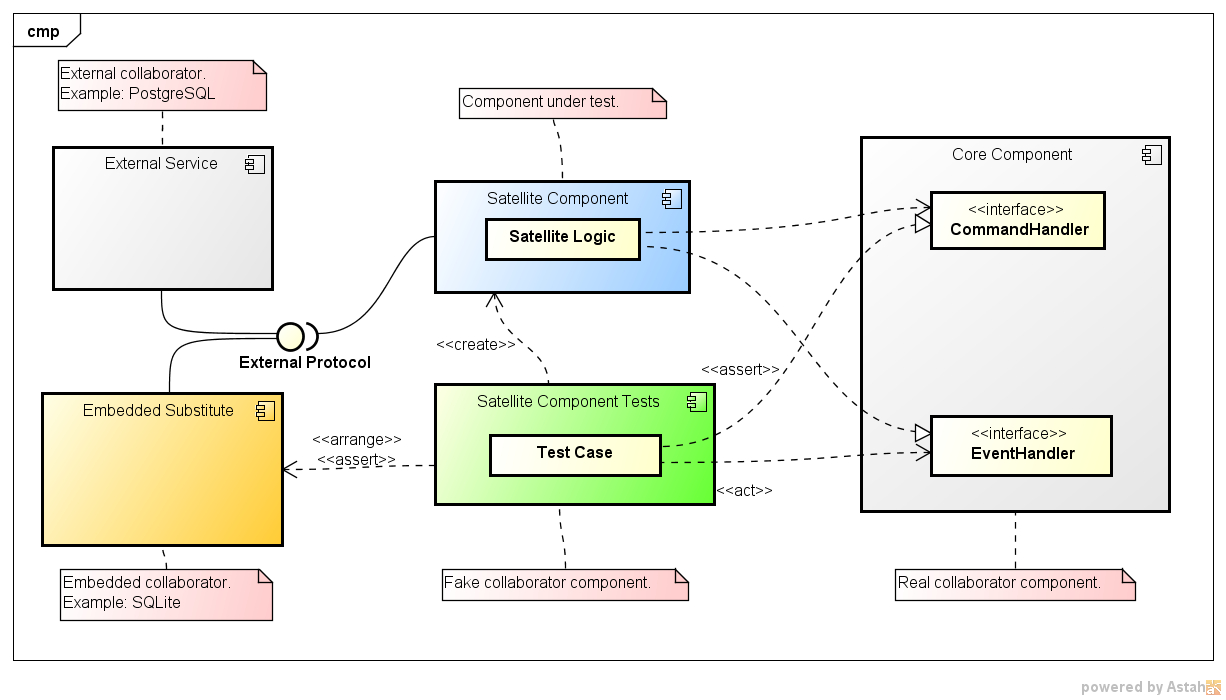 cmp
External collaborator.
Example: PostgreSQL
External Service
Component under test.
Satellite Component
Satellite Logic
Core Component
<<interface>>
CommandHandler
External Protocol
<<create>>
<<assert>>
Embedded Substitute
<<arrange>>
<<assert>>
Satellite Component Tests
Test Case
<<act>>
<<interface>>
EventHandler
Embedded collaborator.
Example: SQLite
Fake collaborator component.
Real collaborator component.
powered by Astah